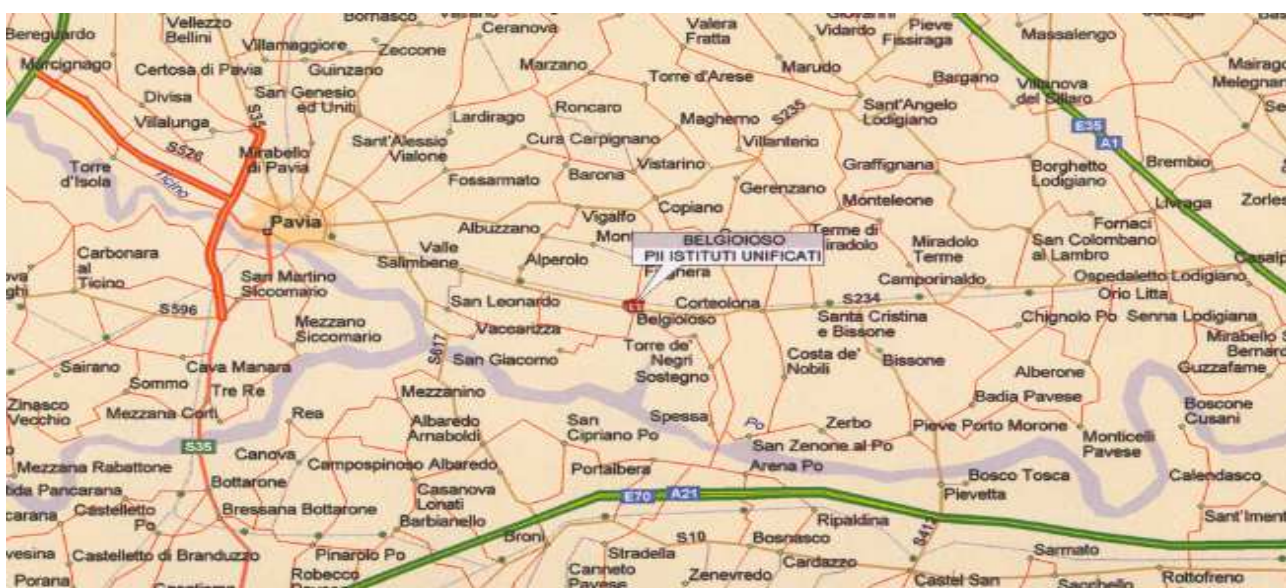 Bereguardo
Marcignago
Vellezzo
Bellini
Bornasco
Ceranova
Villamaggiore
Zeccone
Certosa di Pavia
Guinzano
Divisa
San Genesio
ed Uniti
Villalunga
S35
S526
Mirabello
di Pavia
Sant'Alessio
Vialone
Lardirago
Marzano
Roncaro
Cura Carpignano
Torre d'Arese
Magherno
Vistarino
Valera
Fratta
Vidardo
Marudo
Pieve
Fissiraga
Bargano
Massalengo
Villanova
del Sillaro
Mairago
Sant'Angelo
Lodigiano
S235
Villanterio
E35
A1
Torre
d'Isola
Ticino
Fossarmato
Barona
Gerenzano
Graffignana
Borghetto
Lodigiano
Brembio
Pavia
Albuzzano
Vigalfo
Copiano
Monteleone
Livraga
Fornaci
Carbonara
al
Ticino
Valle
Salimbene
Alperolo
BELGIOIOSO
PII ISTITUTI UNIFICATI
Terme di
Miradolo
Miradolo
Terme
San Colombano
al Lambro
San Martino
Siccomario
San Leonardo
Corteolona
S234
Camporinaldo
Ospedaletto Lodigiano
Orio Litta
S596
Mezzano
Siccomario
Vaccarizza
Belgioioso
Santa Cristina
e Bissone
Chignolo Po
Senna Lodigiana
S617
San Giacomo
Torre de'
Negri
Sostegno
Costa de'
Nobili
Bissone
Alberone
Guzzafame
Sairano
Cava Manara
Sommo
Tre Re
Mezzanino
Badia Pavese
Zinasco
Vecchio
Mezzana Corti
Rea
Albaredo
Arnaboldi
San
Cipriano Po
Spessa
Po
Zerbo
Pieve Porto Morone
Boscone
Cusani
S35
San Zenone al Po
Monticelli
Pavese
Mezzana Rabattone
Canova
Campospinoso Albaredo
Portalbera
Arena Po
Bosco Tosca
Calendasco
Bottarone
Casanova
Lonati
E70
A21
Pievetta
Castelletto
Po
Bressana Bottarone
Barbianello
Ripaldina
Castelletto di Branduzzo
Pinarolo Po
Broni
S10
Bosnasco
S412
Stradella
Cardazzo
Sarmato
Porana
Robecco
Canneto
Pavese
Zenevredo
Castel San
Rottofreno